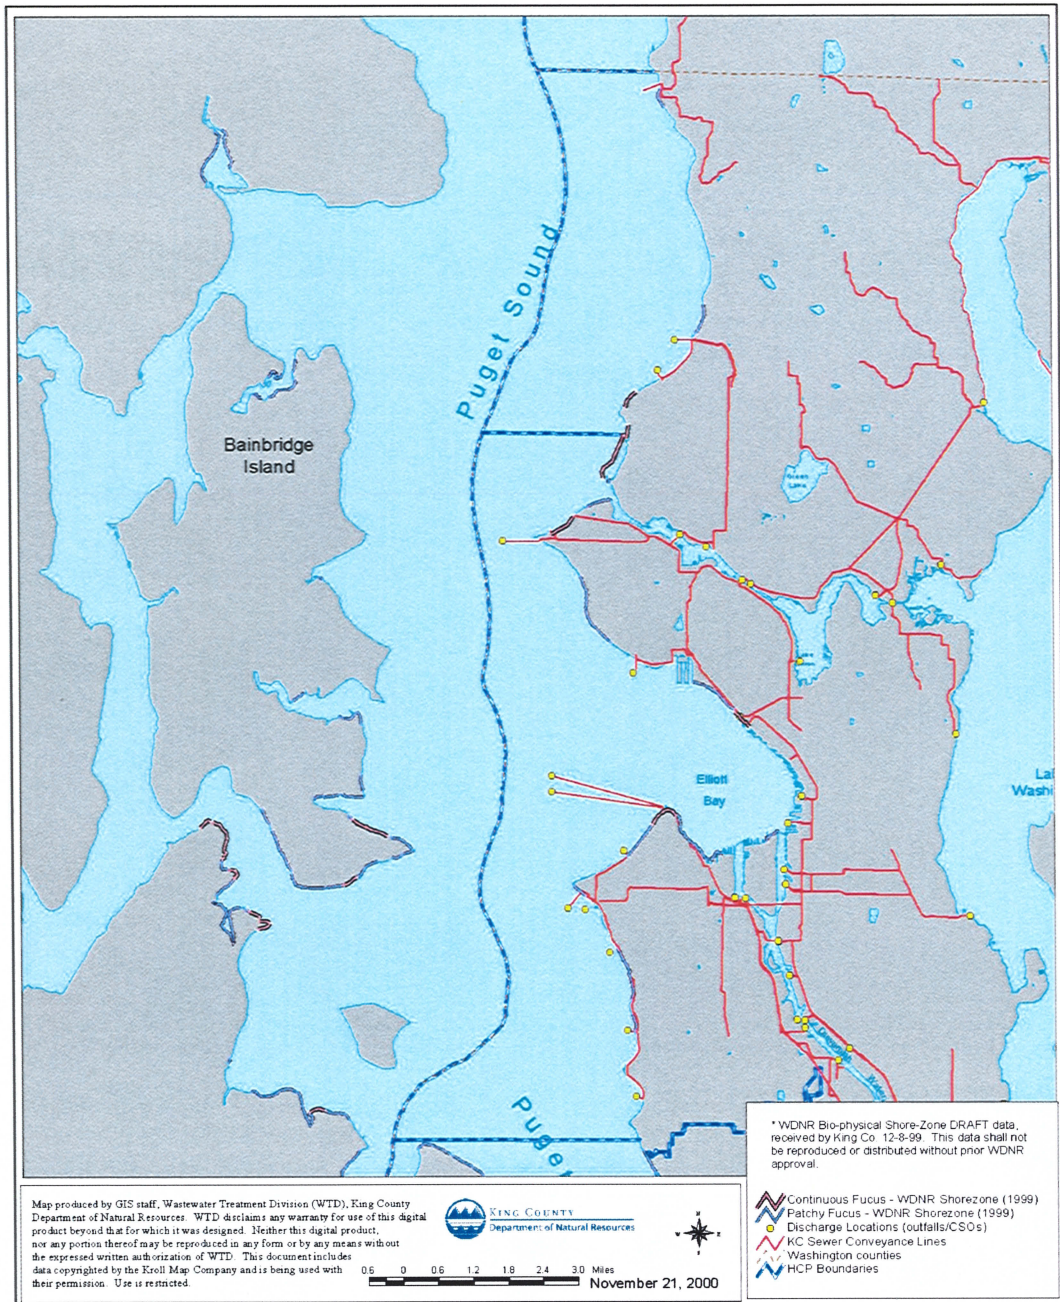 Puget Sound
Bainbridge
Island
Green
Lake
Elliott
Bay
Puget
* WDNR Bio-physical Shore-Zone DRAFT data,
received by King Co. 12-8-99. This data shall not
be reproduced or distributed without prior WDNR
approval.
Continuous Fucus - WDNR Shorezone (1999)
Patchy Fucus - WDNR Shorezone (1999)
Discharge Locations (outfalls/CSOs)
KC Sewer Conveyance Lines
Washington counties
HCP Boundaries
Map produced by GIS staff, Wastewater Treatment Division (WTD), King County
Department of Natural Resources. WTD disclaims any warranty for use of this digital
product beyond that for which it was designed. Neither this digital product,
nor any portion thereof may be reproduced in any form or by any means without
the expressed written authorization of WTD. This document includes
data copyrighted by the Kroll Map Company and is being used with
their permission. Use is restricted.
KING COUNTY
Department of Natural Resources
0.6 0 0.6 1.2 1.8 2.4 3.0 Miles
November 21, 2000